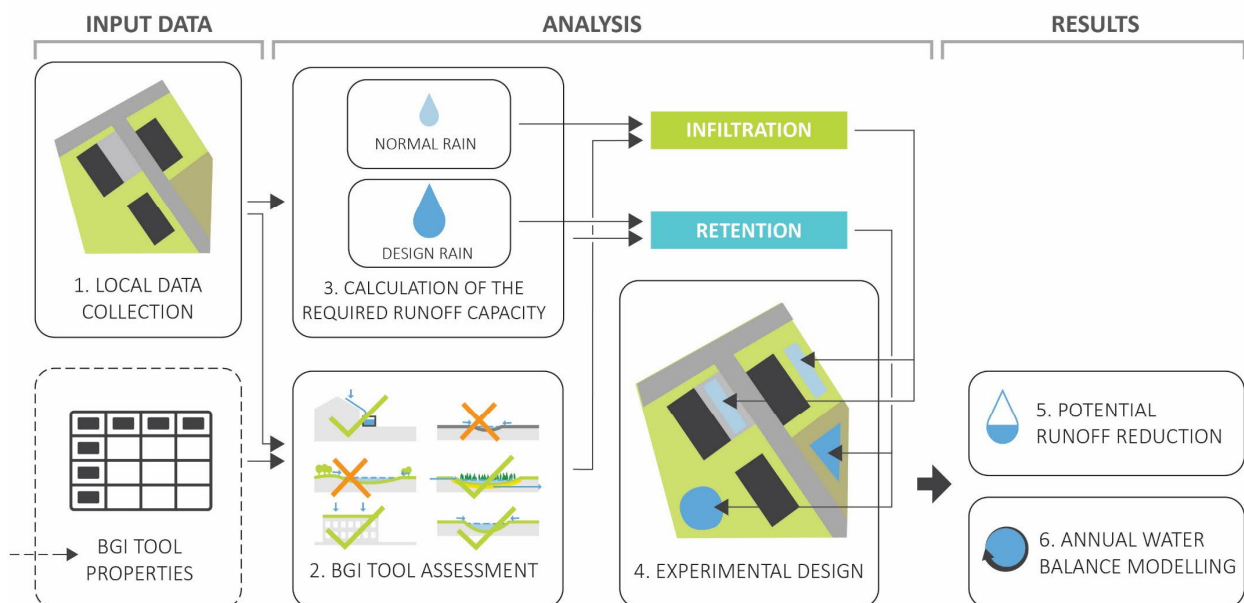 INPUT DATA
ANALYSIS
RESULTS
1. LOCAL DATA
COLLECTION
BGI TOOL
PROPERTIES
NORMAL RAIN
DESIGN RAIN
3. CALCULATION OF THE
REQUIRED RUNOFF CAPACITY
2. BGI TOOL ASSESSMENT
INFILTRATION
RETENTION
4. EXPERIMENTAL DESIGN
5. POTENTIAL
RUNOFF REDUCTION
6. ANNUAL WATER
BALANCE MODELLING